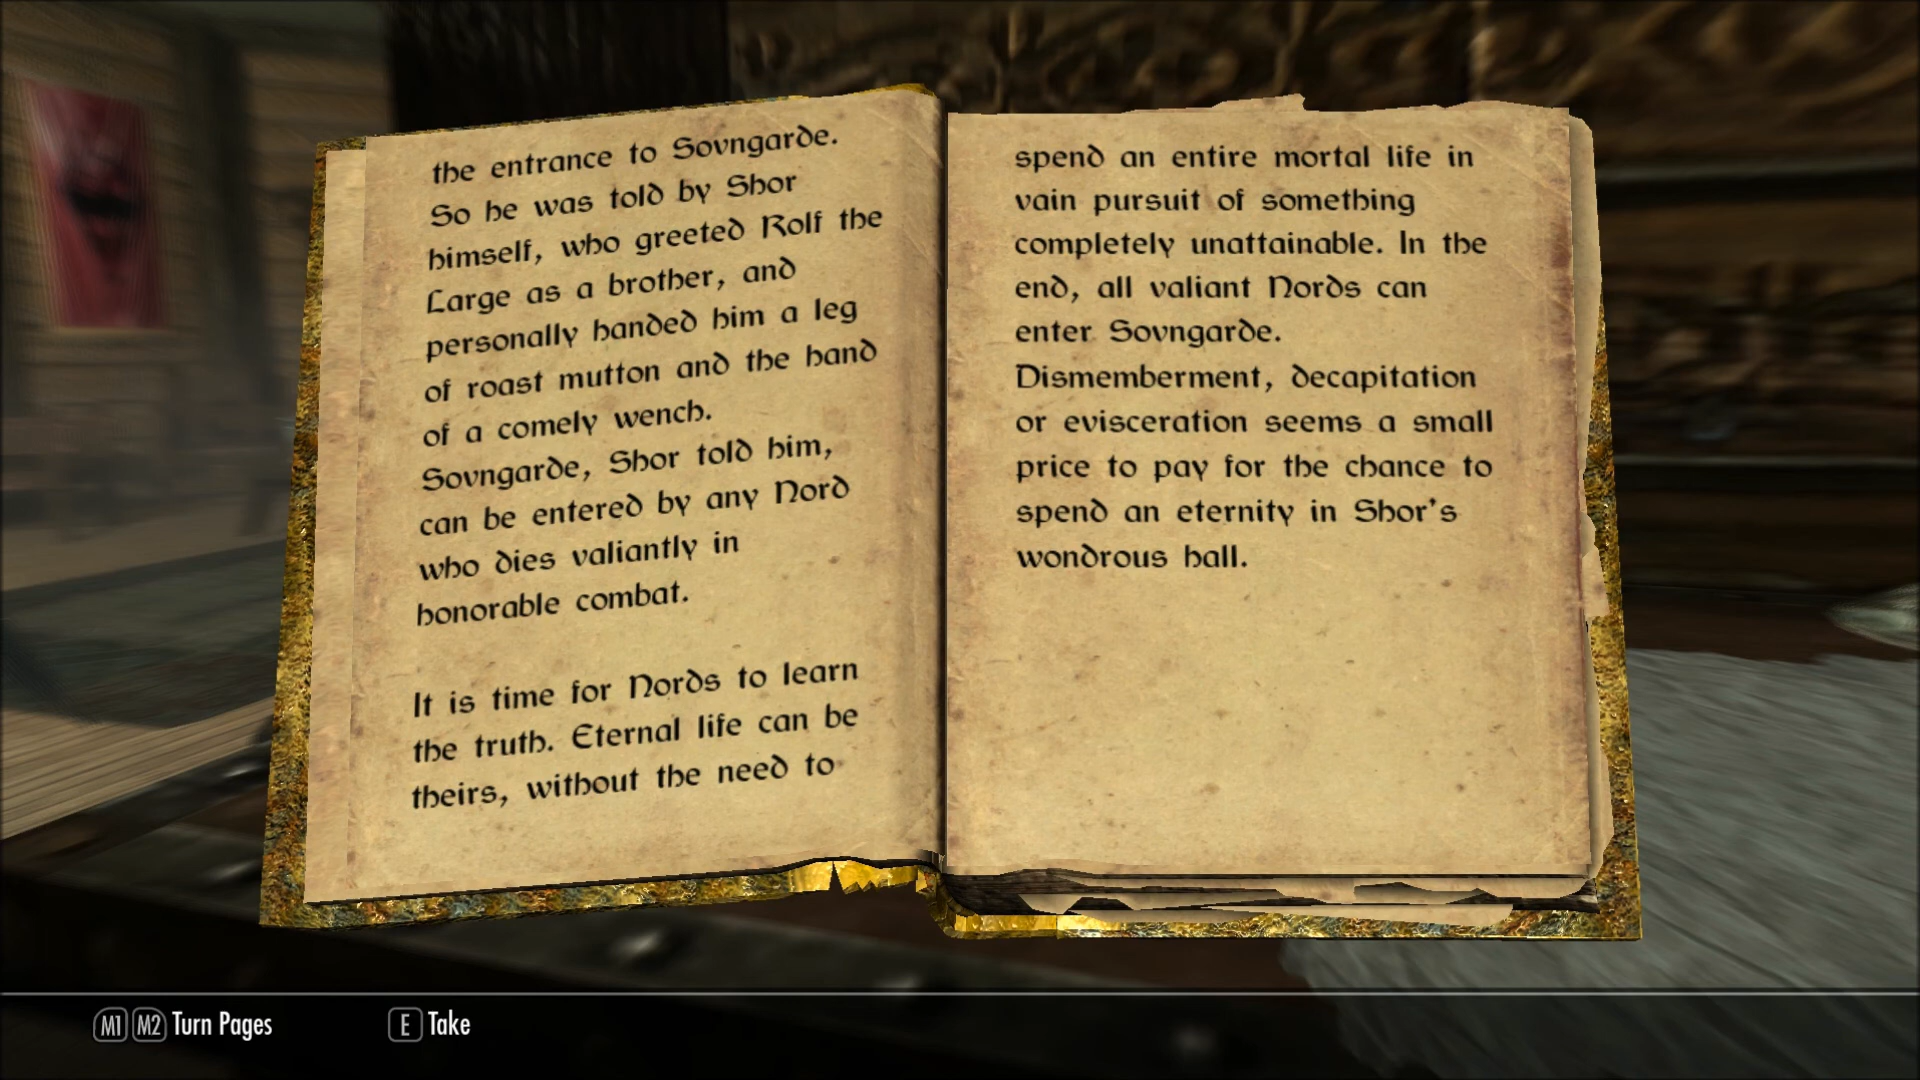 the entrance to Sovngarde.
So he was told by Shor
himself, who greeted Rolf the
Large as a brother, and
personally handed him a leg
of roast mutton and the hand
of a comely wench.
Sovngarde, Shor told him,
can be entered by any Nord
who dies valiantly in
honorable combat.
It is time for Nords to learn
the truth. Eternal life can be
theirs, without the need to
spend an entire mortal life in
vain pursuit of something
completely unattainable. In the
end, all valiant Nords can
enter Sovngarde.
Dismemberment, decapitation
or evisceration seems a small
price to pay for the chance to
spend an eternity in Shor's
wondrous hall.
M1 M2 Turn Pages
E Take